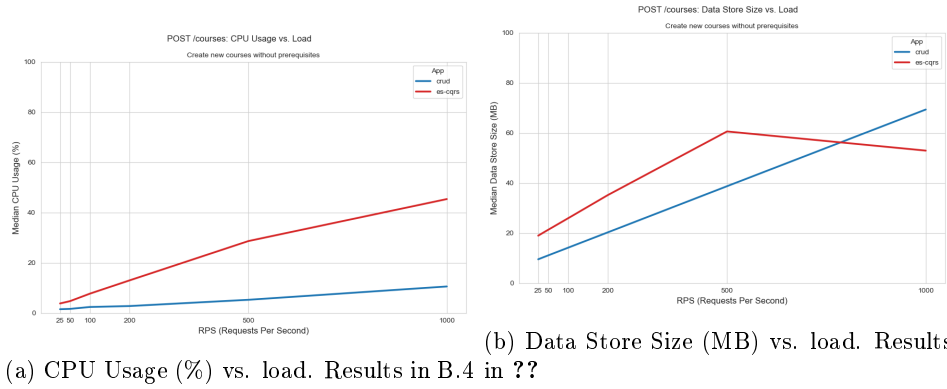 POST /courses: CPU Usage vs. Load
Create new courses without prerequisites
App
crud
es-cqrs
Median CPU Usage (%)
100
80
60
40
20
0
25 50 100 200 500 1000
RPS (Requests Per Second)
(a) CPU Usage (%) vs. load. Results in B.4 in ??
POST /courses: Data Store Size vs. Load
Create new courses without prerequisites
App
crud
es-cqrs
Median Data Store Size (MB)
100
80
60
40
20
0
25 50 100 200 500 1000
RPS (Requests Per Second)
(b) Data Store Size (MB) vs. load. Results